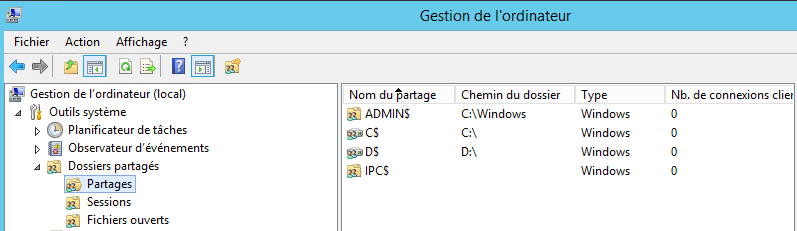 Gestion de l'ordinateur
Fichier Action Affichage ?
Gestion de l'ordinateur (local)
Outils système
Planificateur de tâches
Observateur d'événements
Dossiers partagés
Partages
Sessions
Fichiers ouverts
Nom du partage Chemin du dossier Type Nb. de connexions clier
ADMIN$ C:\Windows Windows 0
C$ C:\ Windows 0
D$ D:\ Windows 0
IPC$ Windows 0